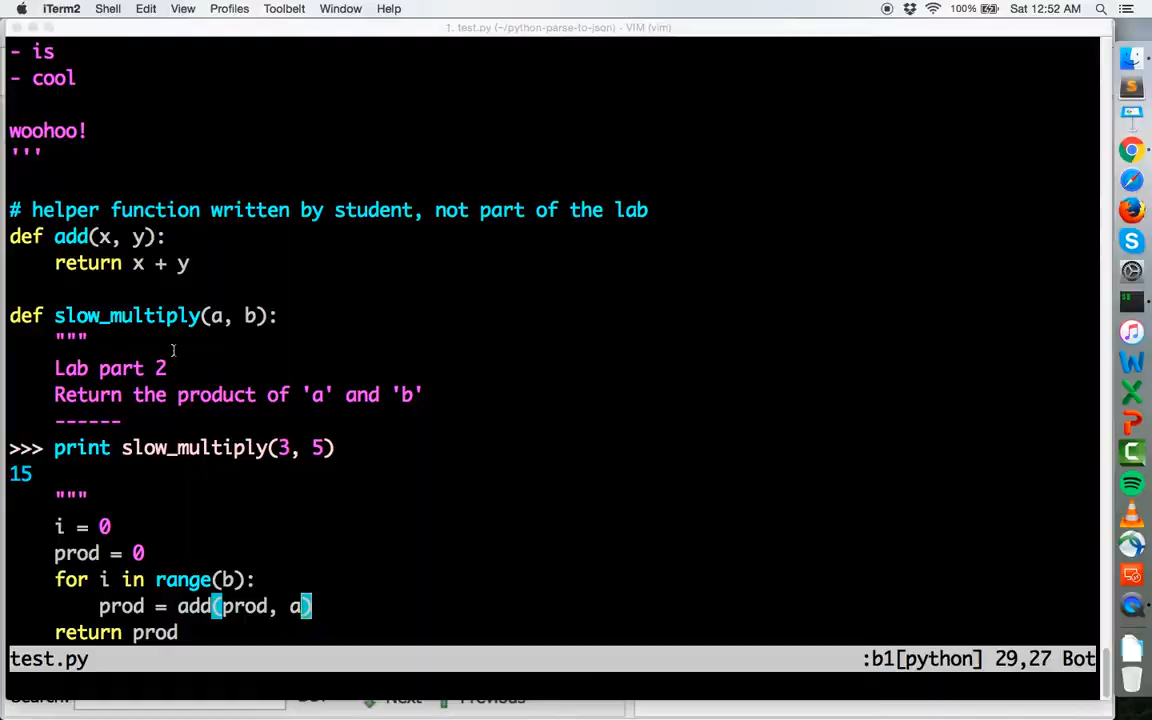 iTerm2 Shell Edit View Profiles Toolbelt Window Help 100% Sat 12:52 AM
1. test.py (~/python-parse-to-json) - VIM (vim)
- is
- cool
woohoo!
'''
# helper function written by student, not part of the lab
def add(x, y):
    return x + y
def slow_multiply(a, b):
    """
    Lab part 2
    Return the product of 'a' and 'b'
    ------
>>> print slow_multiply(3, 5)
15
    """
    i = 0
    prod = 0
    for i in range(b):
        prod = add(prod, a)
    return prod
test.py :b1[python] 29,27 Bot